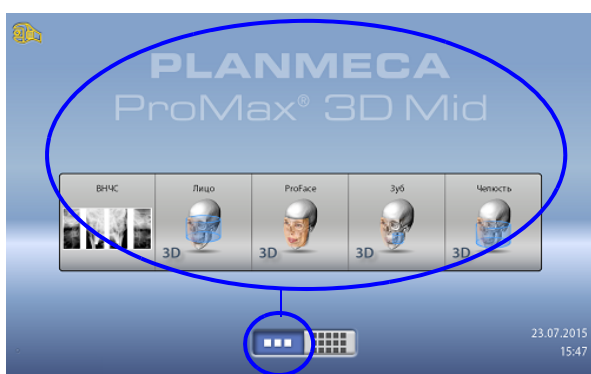 PLANMECA
ProMax® 3D Mid
ВНЧС Лицо ProFace Зуб Челюсть
3D 3D 3D 3D
23.07.2015
15:47